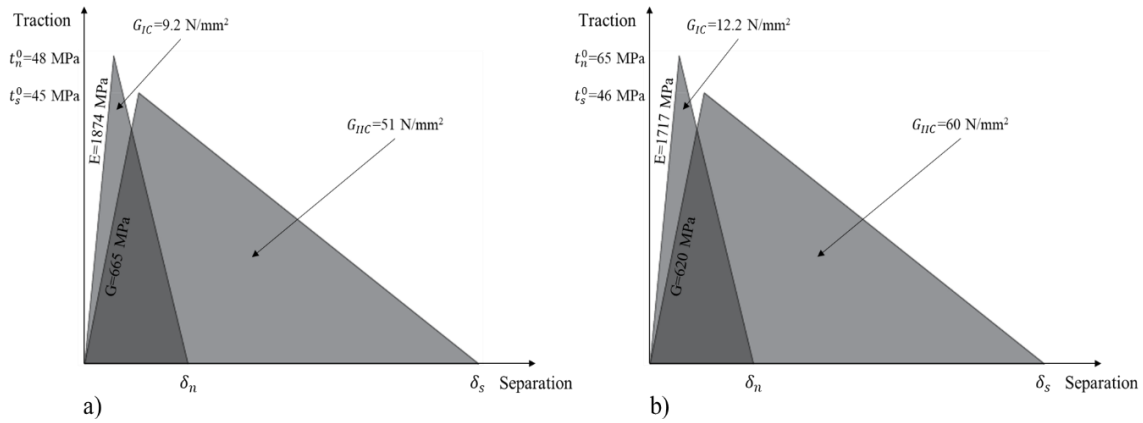 Traction
G_IC=9.2 N/mm²
t_n^0=48 MPa
t_s^0=45 MPa
E=1874 MPa
G_IIC=51 N/mm²
G=665 MPa
δ_n
δ_s
Separation
a)
Traction
G_IC=12.2 N/mm²
t_n^0=65 MPa
t_s^0=46 MPa
E=1717 MPa
G_IIC=60 N/mm²
G=620 MPa
δ_n
δ_s
Separation
b)